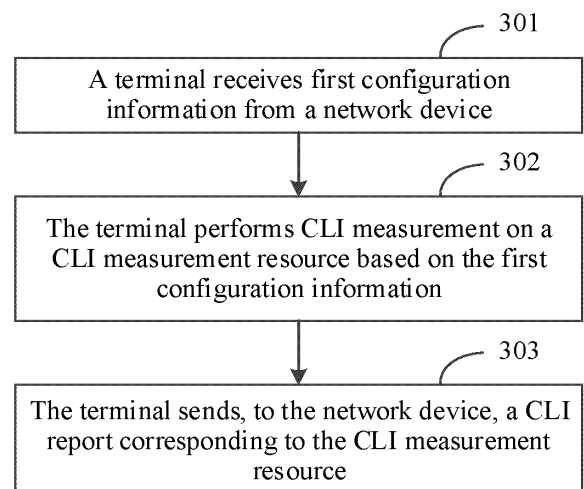 301
A terminal receives first configuration
information from a network device
302
The terminal performs CLI measurement on a
CLI measurement resource based on the first
configuration information
303
The terminal sends, to the network device, a CLI
report corresponding to the CLI measurement
resource